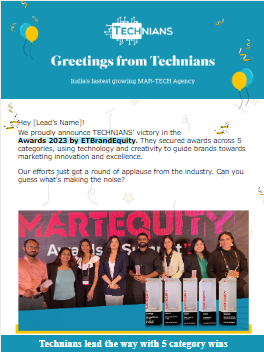 TECHNIANS
Greetings from Technians
India's fastest growing MAR-TECH Agency
Hey [Lead's Name]!
We proudly announce TECHNIANS' victory in the
Awards 2023 by ETBrandEquity. They secured awards across 5
categories, using technology and creativity to guide brands towards
marketing innovation and excellence.
Our efforts just got a round of applause from the industry. Can you
guess what's making the noise?
MARTEQUITY
Technians lead the way with 5 category wins